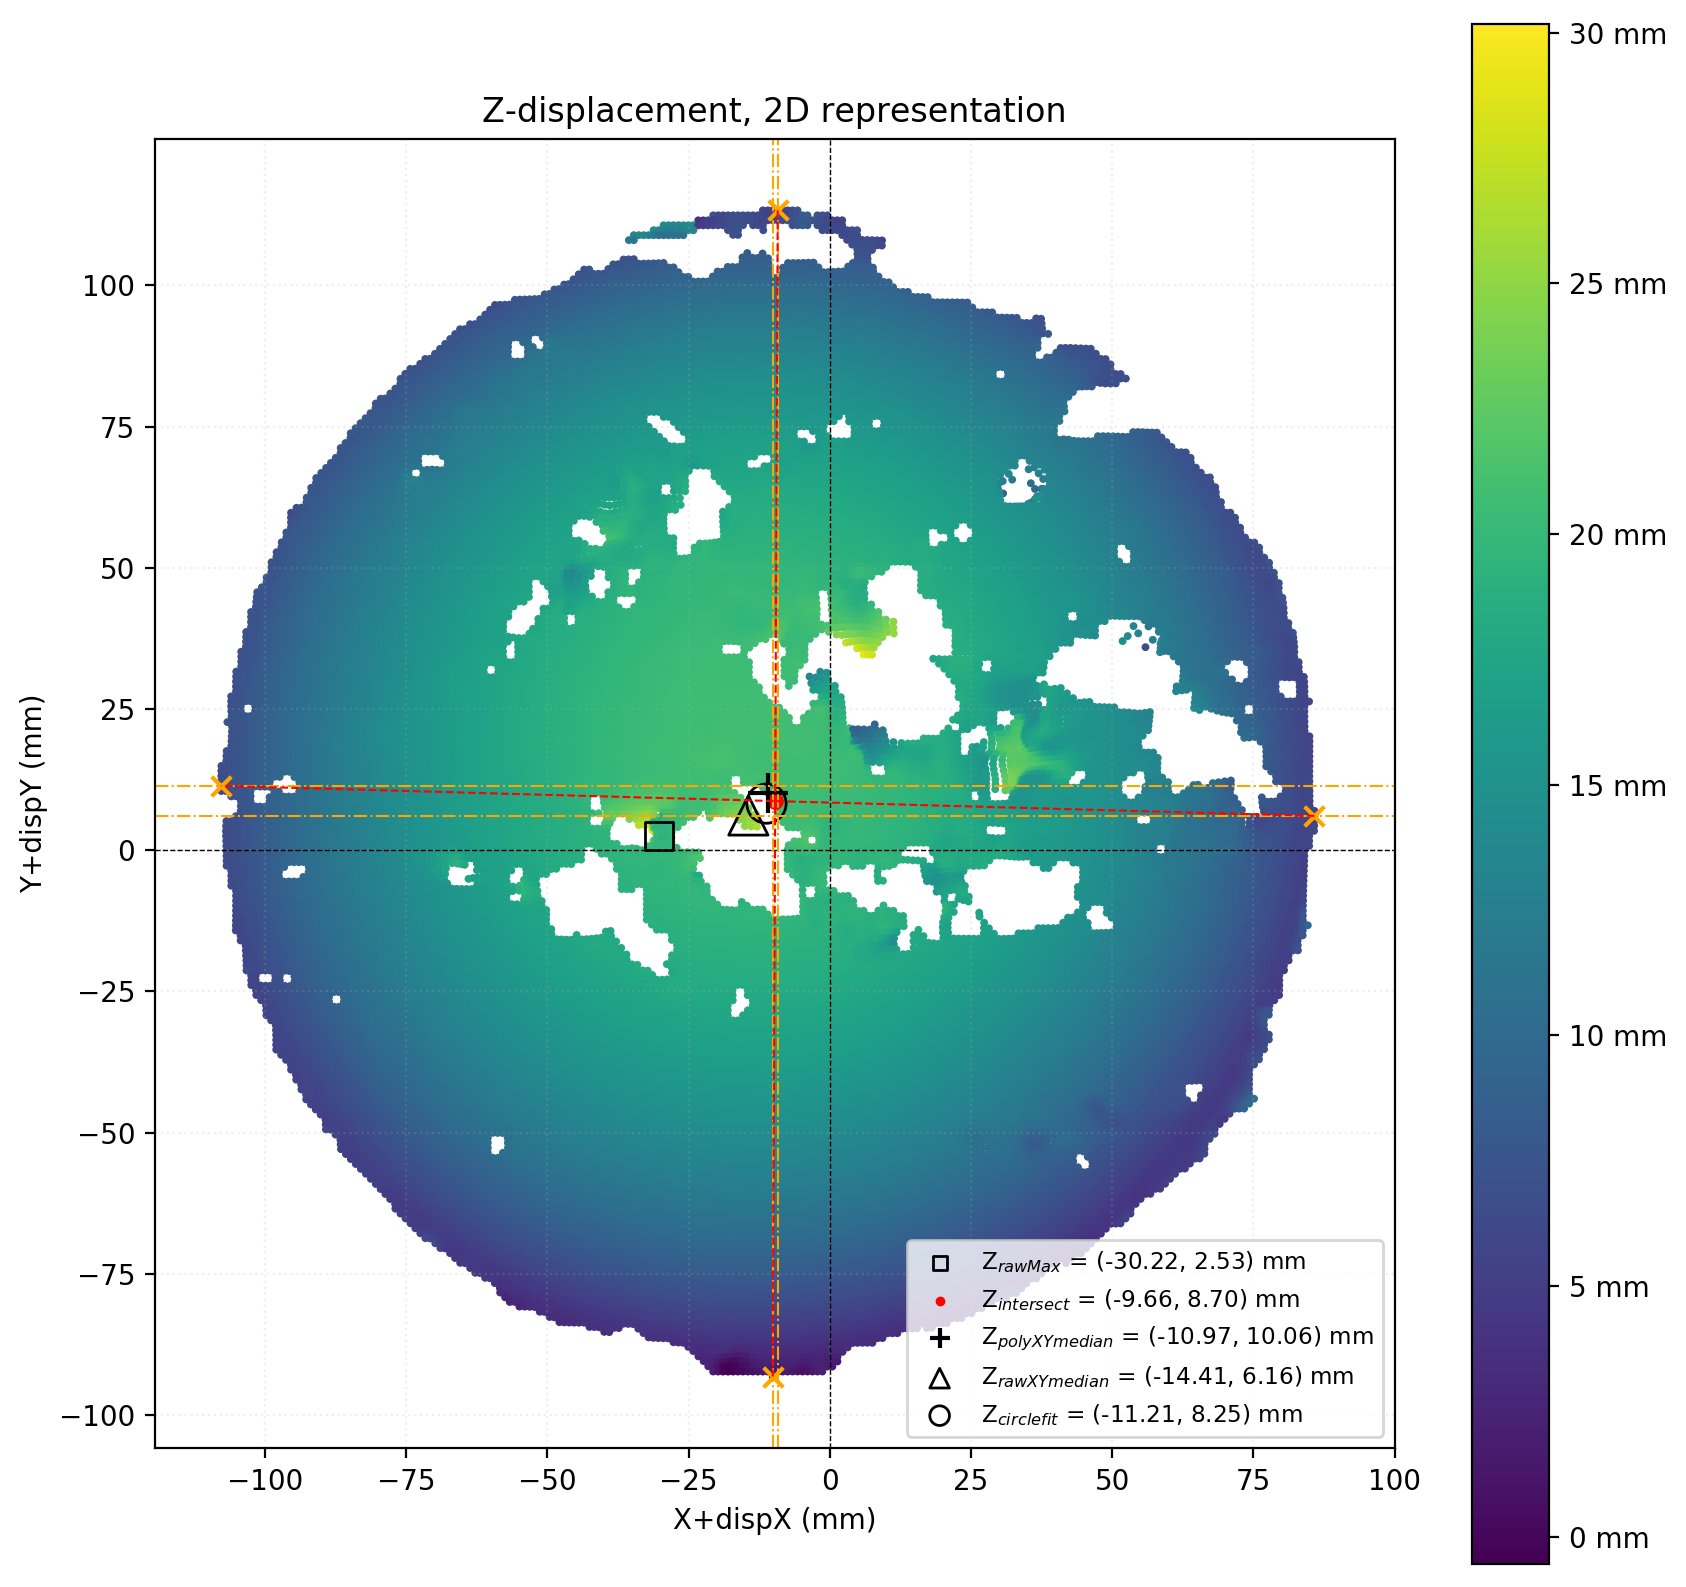 Z-displacement, 2D representation
30 mm
25 mm
20 mm
15 mm
10 mm
5 mm
0 mm
Y+dispY (mm)
100
75
50
25
0
−25
−50
−75
−100
−100
−75
−50
−25
0
25
50
75
100
X+dispX (mm)
Z_rawMax = (-30.22, 2.53) mm
Z_intersect = (-9.66, 8.70) mm
Z_polyXYmedian = (-10.97, 10.06) mm
Z_rawXYmedian = (-14.41, 6.16) mm
Z_circlefit = (-11.21, 8.25) mm